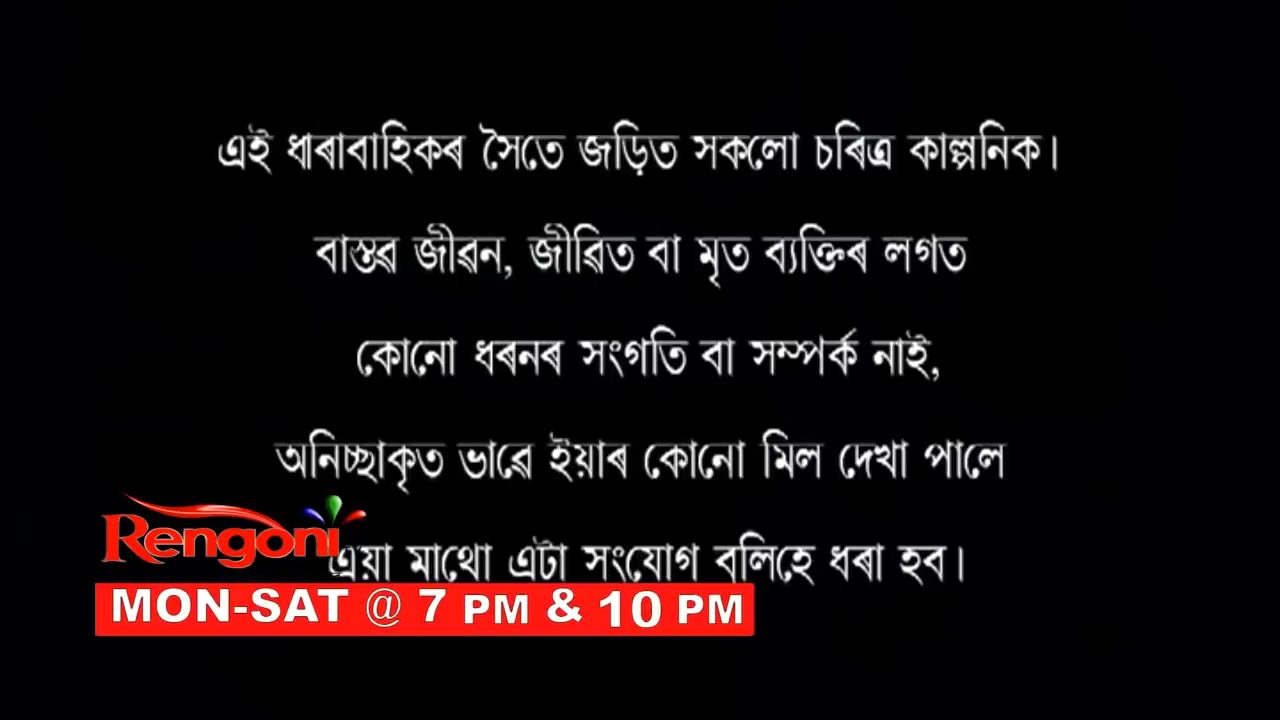 এই ধাৰাবাহিকৰ সৈতে জড়িত সকলো চৰিত্ৰ কাল্পনিক।
বাস্তৱ জীৱন, জীৱিত বা মৃত ব্যক্তিৰ লগত
কোনো ধৰনৰ সংগতি বা সম্পৰ্ক নাই,
অনিচ্ছাকৃত ভাৱে ইয়াৰ কোনো মিল দেখা পালে
এয়া মাথো এটা সংযোগ বুলিহে ধৰা হব।
Rengoni
MON-SAT @ 7 PM & 10 PM